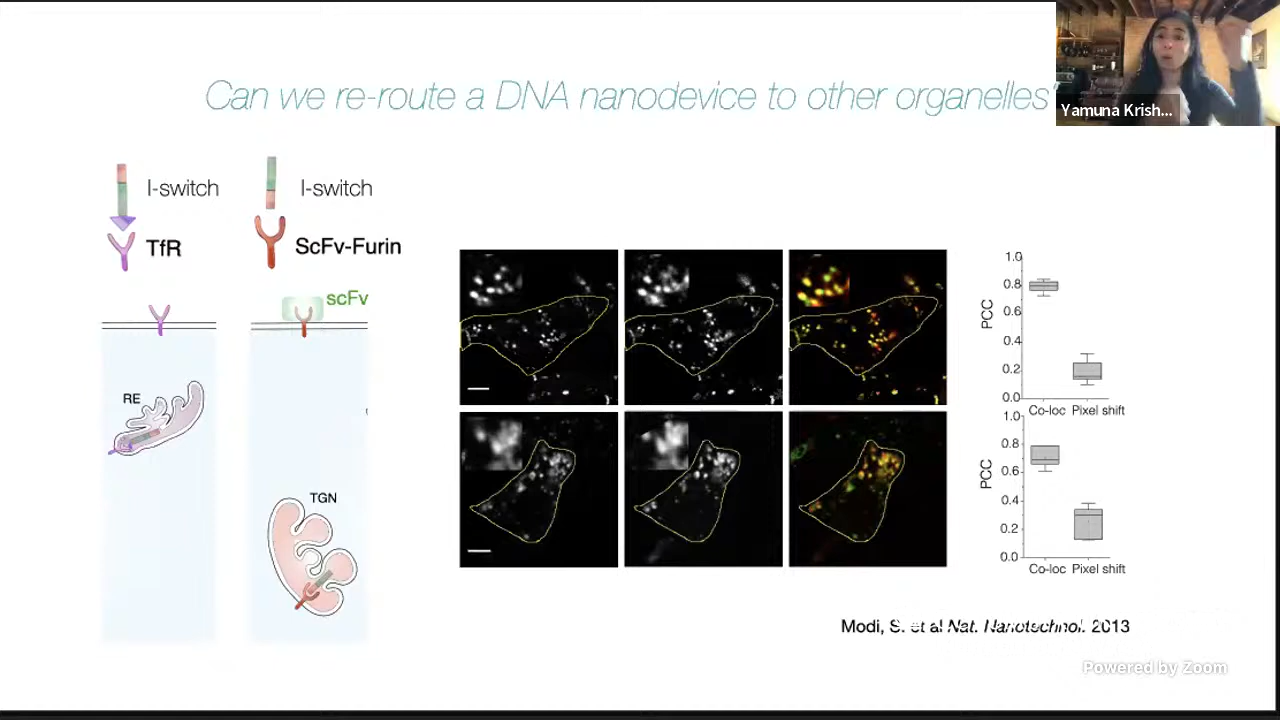 Can we re-route a DNA nanodevice to other organelles?
Yamuna Krish...
I-switch
I-switch
TfR
ScFv-Furin
scFv
RE
TGN
PCC
1.0
0.8
0.6
0.4
0.2
0.0
Co-loc Pixel shift
PCC
1.0
0.8
0.6
0.4
0.2
0.0
Co-loc Pixel shift
Modi, S. et al Nat. Nanotechnol. 2013
Powered by Zoom